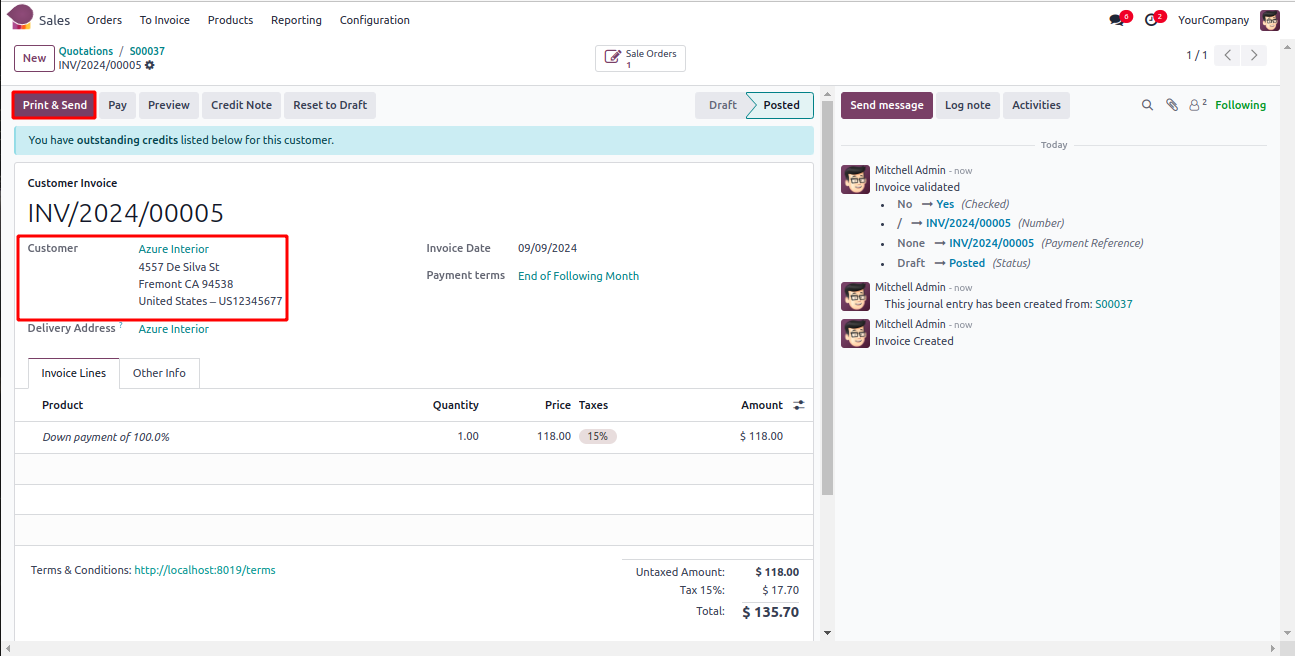 Sales Orders To Invoice Products Reporting Configuration 6 2 YourCompany
New Quotations / S00037 INV/2024/00005 Sale Orders 1 1 / 1
Print & Send Pay Preview Credit Note Reset to Draft Draft Posted
You have outstanding credits listed below for this customer.
Customer Invoice
INV/2024/00005
Customer Azure Interior
4557 De Silva St
Fremont CA 94538
United States – US12345677
Invoice Date 09/09/2024
Payment terms End of Following Month
Delivery Address ? Azure Interior
Invoice Lines Other Info
Product Quantity Price Taxes Amount
Down payment of 100.0% 1.00 118.00 15% $ 118.00
Terms & Conditions: http://localhost:8019/terms
Untaxed Amount: $ 118.00
Tax 15%: $ 17.70
Total: $ 135.70
Send message Log note Activities 2 Following
Today
Mitchell Admin - now
Invoice validated
• No → Yes (Checked)
• / → INV/2024/00005 (Number)
• None → INV/2024/00005 (Payment Reference)
• Draft → Posted (Status)
Mitchell Admin - now
This journal entry has been created from: S00037
Mitchell Admin - now
Invoice Created